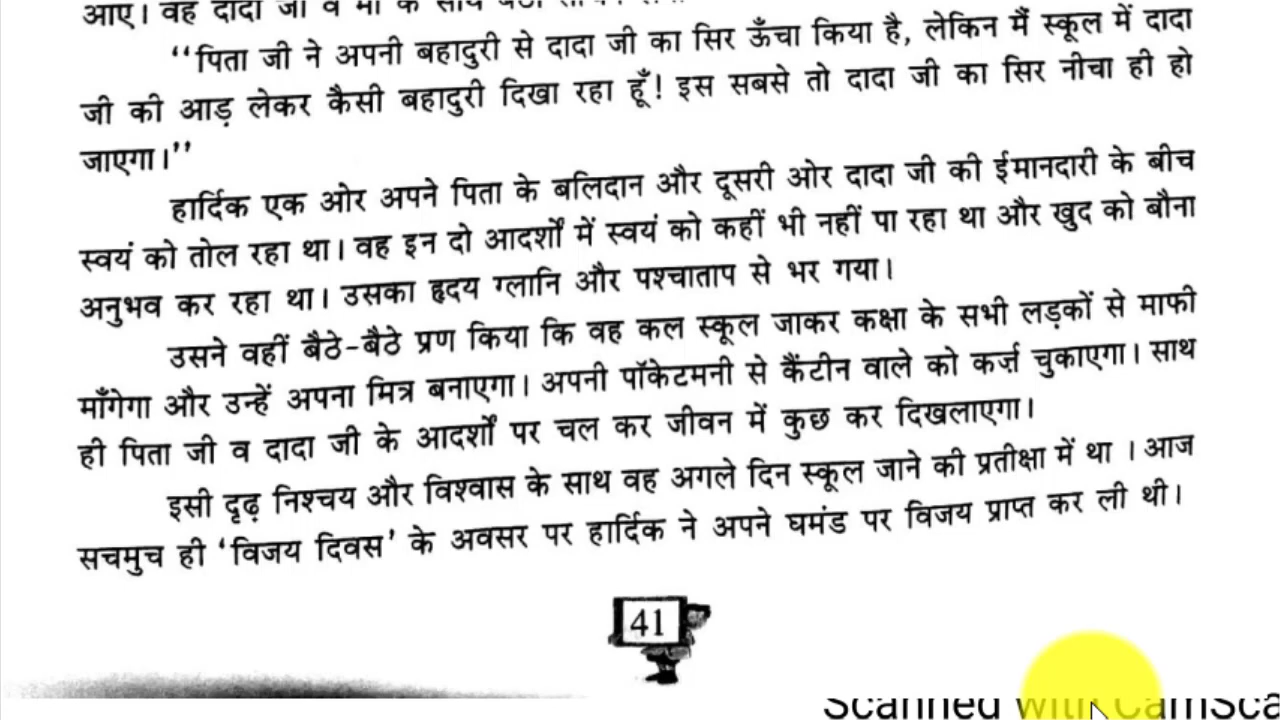 आए। वह दादा जी व माँ के साथ
‘‘पिता जी ने अपनी बहादुरी से दादा जी का सिर ऊँचा किया है, लेकिन मैं स्कूल में दादा
जी की आड़ लेकर कैसी बहादुरी दिखा रहा हूँ! इस सबसे तो दादा जी का सिर नीचा ही हो
जाएगा।’’
हार्दिक एक ओर अपने पिता के बलिदान और दूसरी ओर दादा जी की ईमानदारी के बीच
स्वयं को तोल रहा था। वह इन दो आदर्शों में स्वयं को कहीं भी नहीं पा रहा था और खुद को बौना
अनुभव कर रहा था। उसका हृदय ग्लानि और पश्चाताप से भर गया।
उसने वहीं बैठे-बैठे प्रण किया कि वह कल स्कूल जाकर कक्षा के सभी लड़कों से माफी
माँगेगा और उन्हें अपना मित्र बनाएगा। अपनी पॉकेटमनी से कैंटीन वाले को कर्ज़ चुकाएगा। साथ
ही पिता जी व दादा जी के आदर्शों पर चल कर जीवन में कुछ कर दिखलाएगा।
इसी दृढ़ निश्चय और विश्वास के साथ वह अगले दिन स्कूल जाने की प्रतीक्षा में था । आज
सचमुच ही ‘विजय दिवस’ के अवसर पर हार्दिक ने अपने घमंड पर विजय प्राप्त कर ली थी।
41
Scanned with CamSca